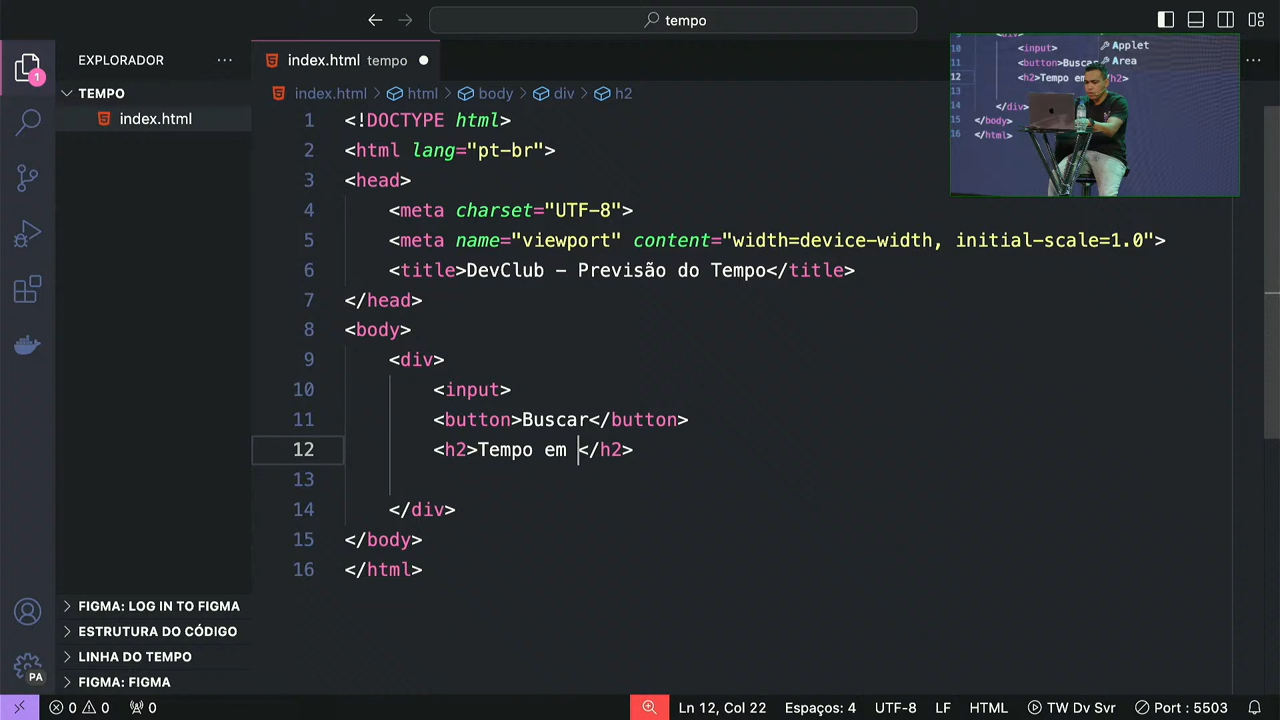 tempo
EXPLORADOR
TEMPO
index.html
1
index.html tempo
index.html > html > body > div > h2
1 <!DOCTYPE html>
2 <html lang="pt-br">
3 <head>
4 <meta charset="UTF-8">
5 <meta name="viewport" content="width=device-width, initial-scale=1.0">
6 <title>DevClub - Previsão do Tempo</title>
7 </head>
8 <body>
9 <div>
10 <input>
11 <button>Buscar</button>
12 <h2>Tempo em </h2>
13
14 </div>
15 </body>
16 </html>
9 <div>
10 <input> Applet
11 <button>Buscar Area
12 <h2>Tempo em </h2>
13
14 </div>
15 </body>
16 </html>
FIGMA: LOG IN TO FIGMA
ESTRUTURA DO CÓDIGO
LINHA DO TEMPO
FIGMA: FIGMA
PA
0 0 0 Ln 12, Col 22 Espaços: 4 UTF-8 LF HTML TW Dv Svr Port : 5503